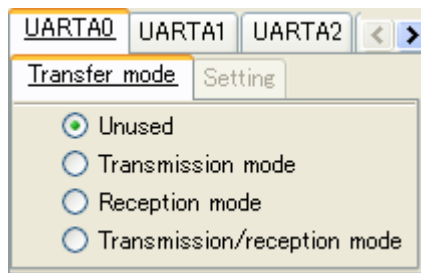 UARTA0 UARTA1 UARTA2
Transfer mode Setting
Unused
Transmission mode
Reception mode
Transmission/reception mode